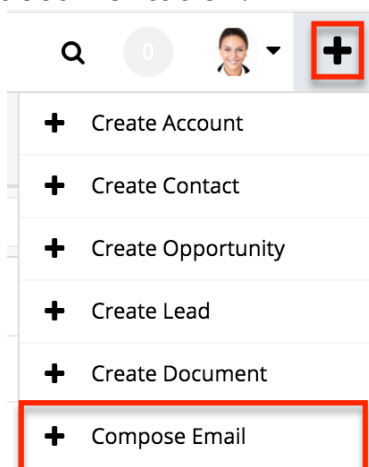 0
Create Account
Create Contact
Create Opportunity
Create Lead
Create Document
Compose Email